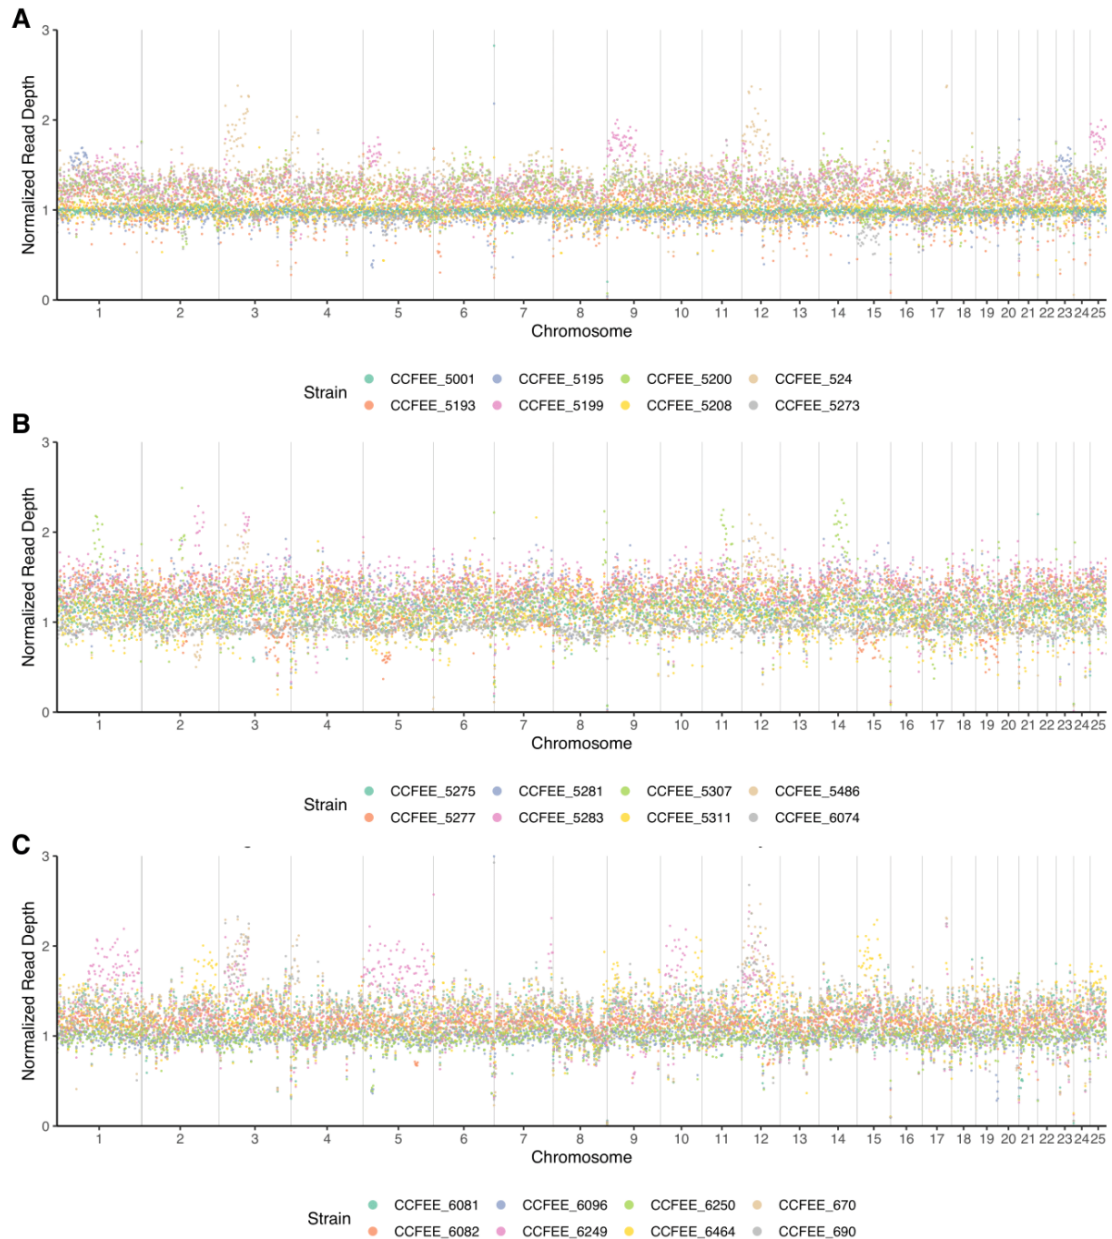 A
3
2
1
0
Normalized Read Depth
1 2 3 4 5 6 7 8 9 10 11 12 13 14 15 16 17 18 19 20 21 22 23 24 25
Chromosome
Strain
CCFEE_5001 CCFEE_5195 CCFEE_5200 CCFEE_524
CCFEE_5193 CCFEE_5199 CCFEE_5208 CCFEE_5273
B
3
2
1
0
Normalized Read Depth
1 2 3 4 5 6 7 8 9 10 11 12 13 14 15 16 17 18 19 20 21 22 23 24 25
Chromosome
Strain
CCFEE_5275 CCFEE_5281 CCFEE_5307 CCFEE_5486
CCFEE_5277 CCFEE_5283 CCFEE_5311 CCFEE_6074
C
3
2
1
0
Normalized Read Depth
1 2 3 4 5 6 7 8 9 10 11 12 13 14 15 16 17 18 19 20 21 22 23 24 25
Chromosome
Strain
CCFEE_6081 CCFEE_6096 CCFEE_6250 CCFEE_670
CCFEE_6082 CCFEE_6249 CCFEE_6464 CCFEE_690